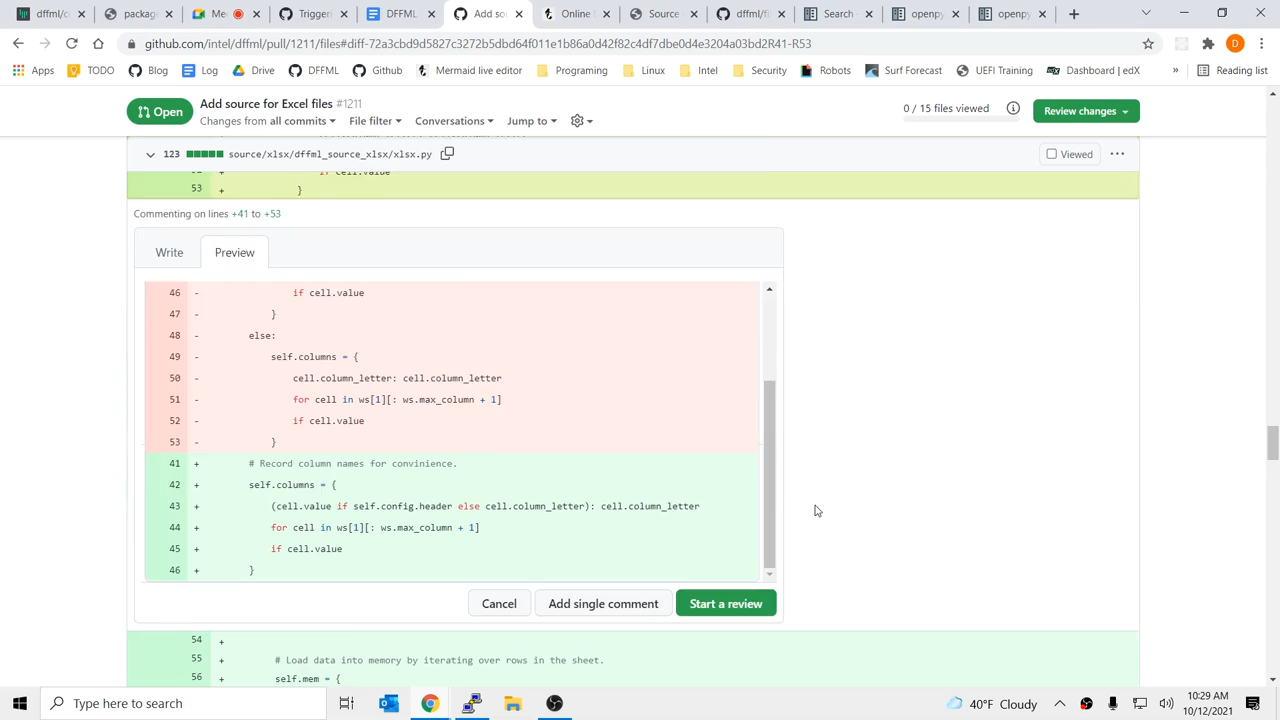 dffml/c
package
Me
DFFML
Add so
Online
Source
dffml/
Search -
openpy
openpy
github.com/intel/dffml/pull/1211/files#diff-72a3cbd9d5827c3273c5dbd64f011e1b86a0d42f82c4df7dbe0d4e3204a03bd2R41-R53
D
Apps TODO Blog Log Drive DFFML Github Mermaid live editor Programing Linux Intel Security Robots Surf Forecast UEFI Training Dashboard | edX » Reading list
Open
Add source for Excel files #1211
Changes from all commits File filter Conversations Jump to
0 / 15 files viewed
Review changes
123 source/xlsx/dffml_source_xlsx/xlsx.py
Viewed
if cell.value
53 + }
Commenting on lines +41 to +53
Write Preview
46 - if cell.value
47 - }
48 - else:
49 - self.columns = {
50 - cell.column_letter: cell.column_letter
51 - for cell in ws[1][: ws.max_column + 1]
52 - if cell.value
53 - }
41 + # Record column names for convinience.
42 + self.columns = {
43 + (cell.value if self.config.header else cell.column_letter): cell.column_letter
44 + for cell in ws[1][: ws.max_column + 1]
45 + if cell.value
46 + }
Cancel Add single comment Start a review
54 +
55 + # Load data into memory by iterating over rows in the sheet.
56 + self.mem = {
Type here to search
40°F Cloudy
10:29 AM
10/12/2021